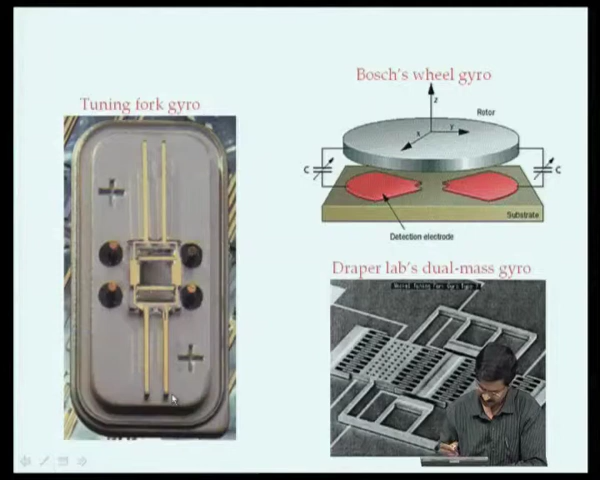 Bosch's wheel gyro
Tuning fork gyro
z
Rotor
x
Y
C
C
Substrate
Detection electrode
Draper lab's dual-mass gyro